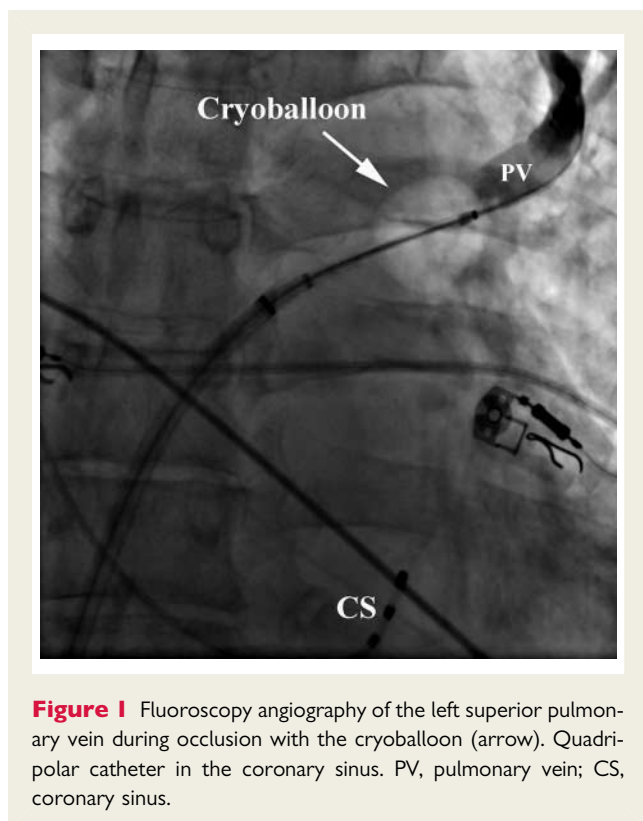 Cryoballoon
PV
CS
Figure 1 Fluoroscopy angiography of the left superior pulmon-
ary vein during occlusion with the cryoballoon (arrow). Quadri-
polar catheter in the coronary sinus. PV, pulmonary vein; CS,
coronary sinus.